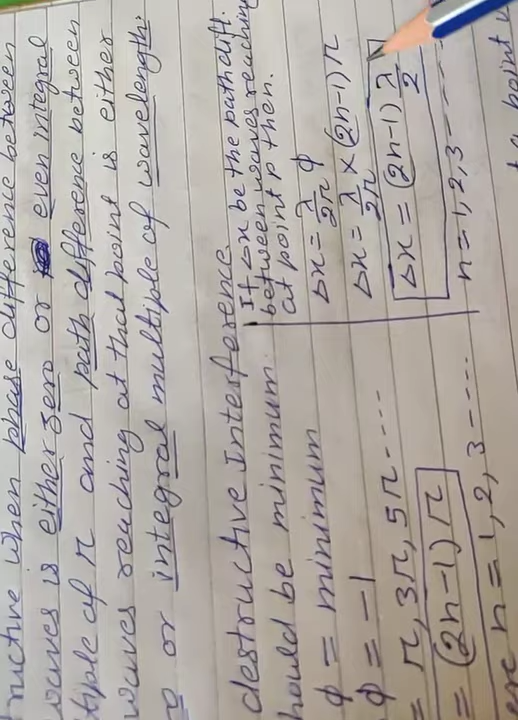 ructive when phase difference between
waves is either zero or even integral
tiple of π and path difference between
waves reaching at that point is either
or integral multiple of wavelength.
destructive Interference
hould be minimum.
ϕ = minimum
ϕ = -1
= π, 3π, 5π ....
= (2n-1) π
n = 1, 2, 3 ....
If Δx be the path diff.
between waves reaching
at point P then.
Δx = λ/2π ϕ
Δx = λ/2π × (2n-1) π
Δx = (2n-1) λ/2
n = 1, 2, 3 .....
point